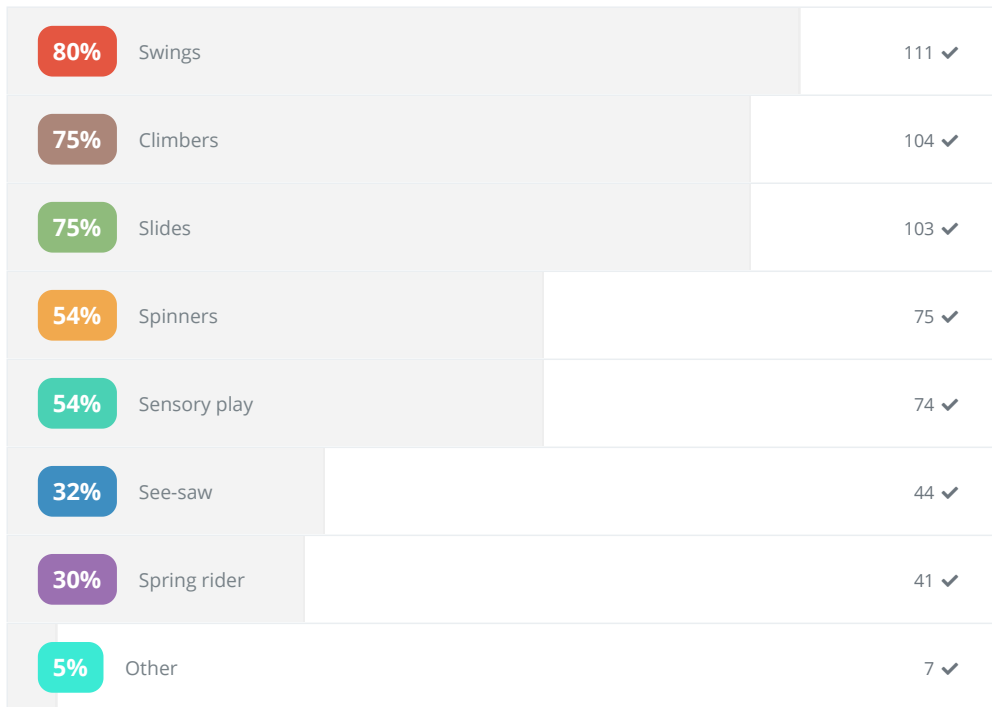 80% Swings 111
75% Climbers 104
75% Slides 103
54% Spinners 75
54% Sensory play 74
32% See-saw 44
30% Spring rider 41
5% Other 7